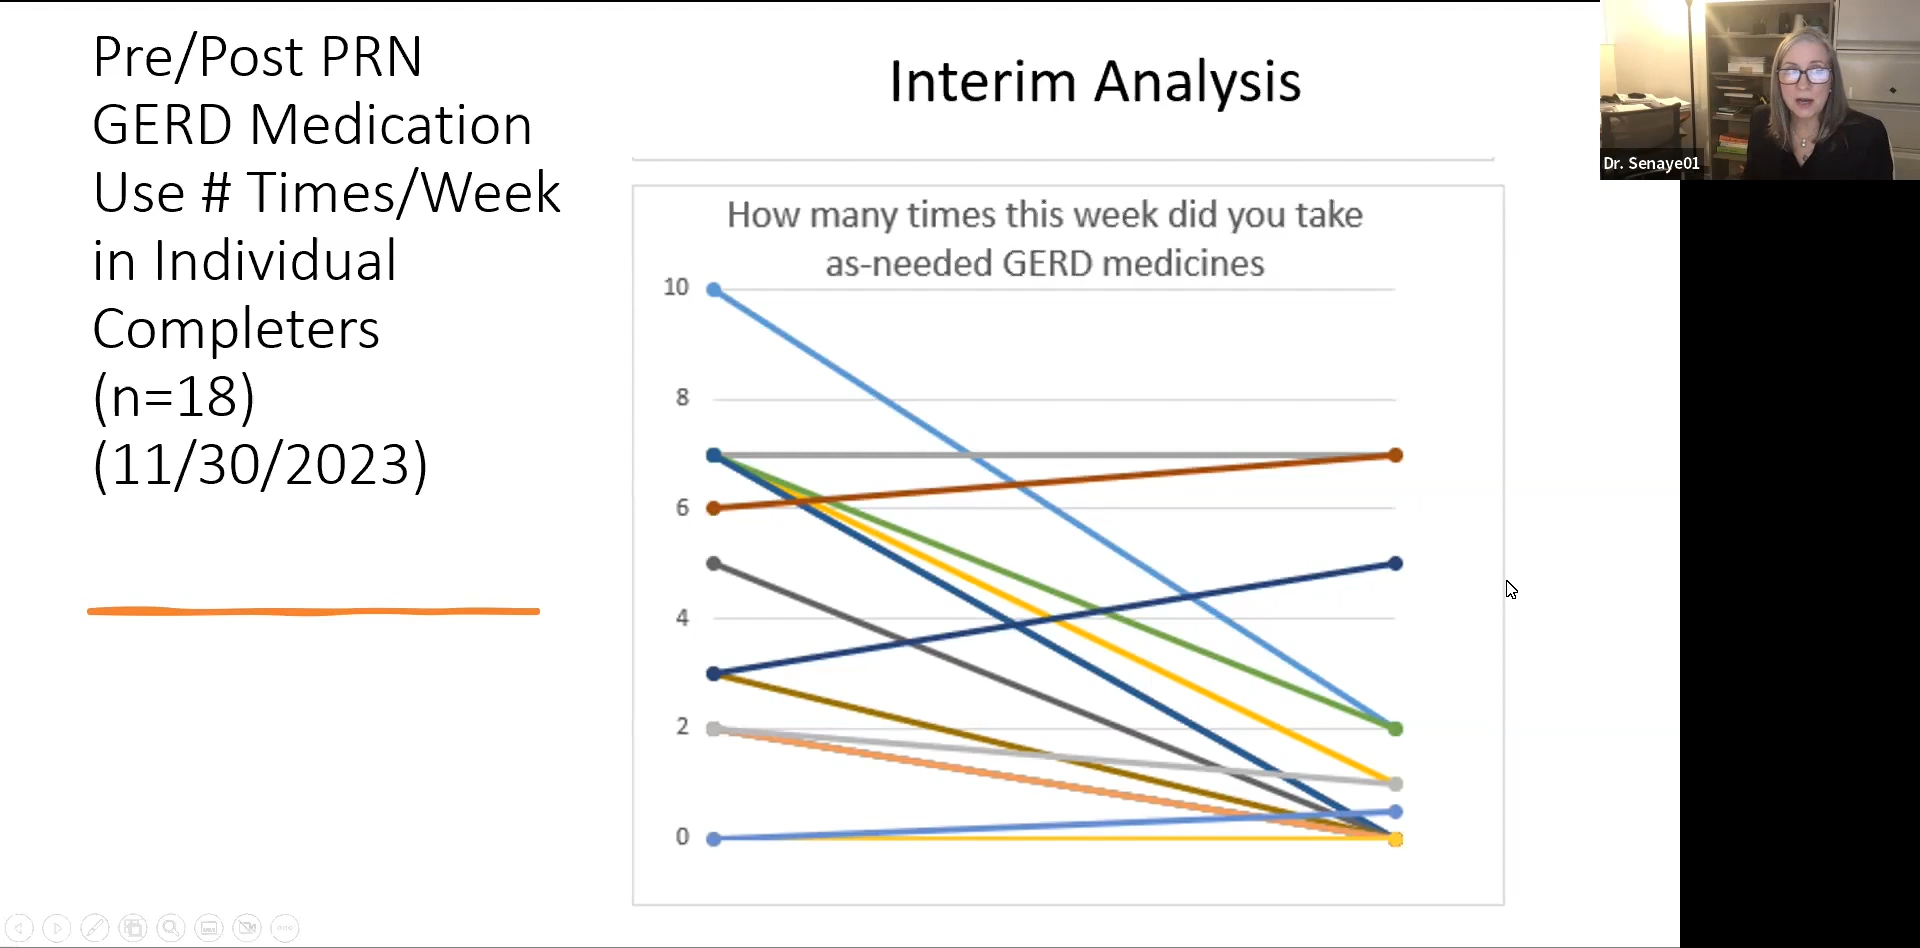 Pre/Post PRN
GERD Medication
Use # Times/Week
in Individual
Completers
(n=18)
(11/30/2023)
Interim Analysis
How many times this week did you take
as-needed GERD medicines
10
8
6
4
2
0
Dr. Senaye01